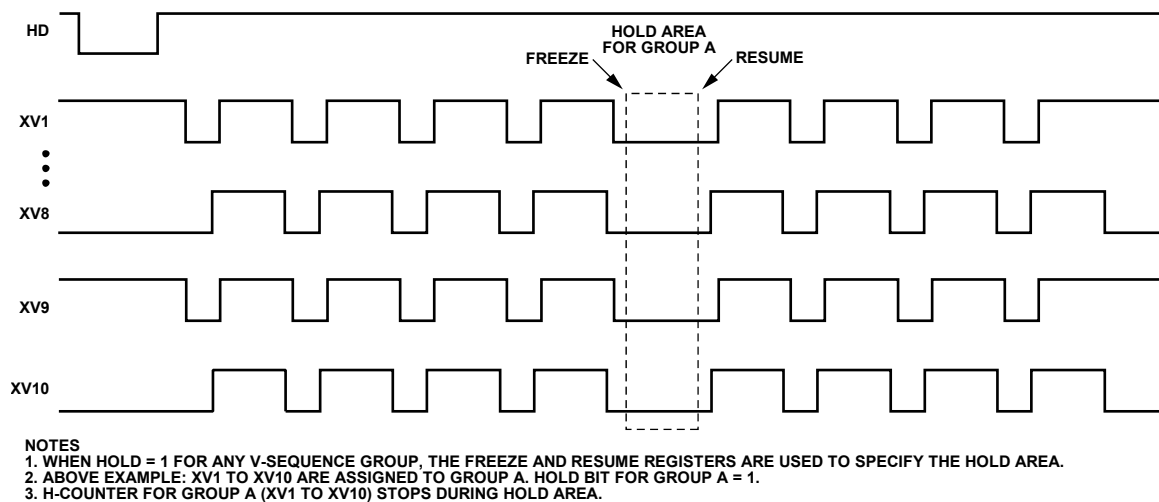 HD
HOLD AREA
FOR GROUP A
FREEZE
RESUME
XV1
XV8
XV9
XV10
NOTES
1. WHEN HOLD = 1 FOR ANY V-SEQUENCE GROUP, THE FREEZE AND RESUME REGISTERS ARE USED TO SPECIFY THE HOLD AREA.
2. ABOVE EXAMPLE: XV1 TO XV10 ARE ASSIGNED TO GROUP A. HOLD BIT FOR GROUP A = 1.
3. H-COUNTER FOR GROUP A (XV1 TO XV10) STOPS DURING HOLD AREA.